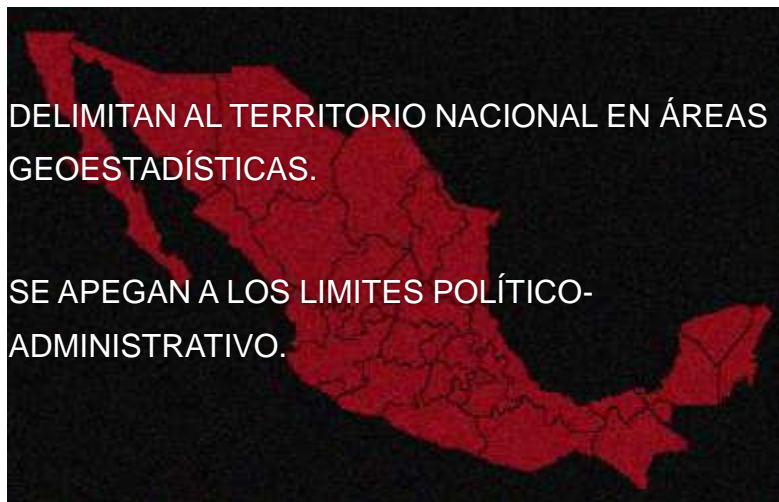 DELIMITAN AL TERRITORIO NACIONAL EN ÁREAS
GEOESTADÍSTICAS.
SE APEGAN A LOS LIMITES POLÍTICO-
ADMINISTRATIVO.